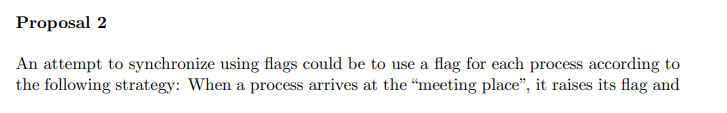 Proposal 2
An attempt to synchronize using flags could be to use a flag for each process according to
the following strategy: When a process arrives at the “meeting place”, it raises its flag and